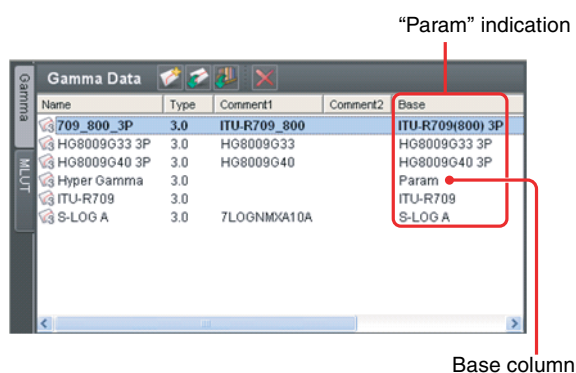 “Param” indication
Gamma
MLUT
Gamma Data
Name Type Comment1 Comment2 Base
709_800_3P 3.0 ITU-R709_800 ITU-R709(800) 3P
HG8009G33 3P 3.0 HG8009G33 HG8009G33 3P
HG8009G40 3P 3.0 HG8009G40 HG8009G40 3P
Hyper Gamma 3.0 Param
ITU-R709 3.0 ITU-R709
S-LOG A 3.0 7LOGNMXA10A S-LOG A
Base column